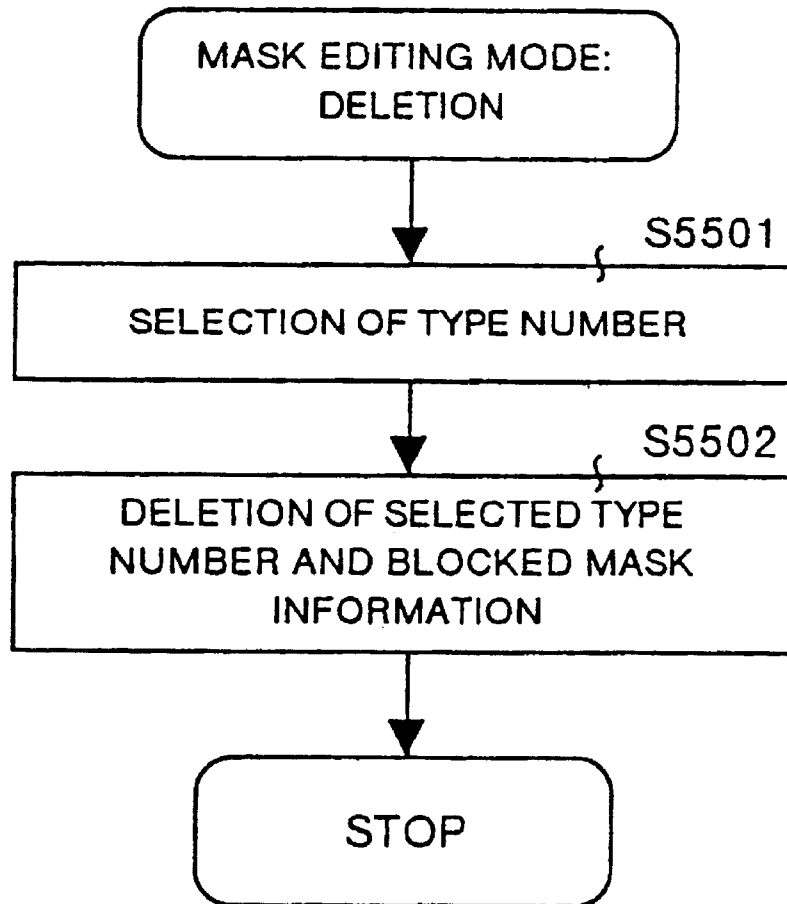 MASK EDITING MODE:
DELETION
S5501
SELECTION OF TYPE NUMBER
S5502
DELETION OF SELECTED TYPE
NUMBER AND BLOCKED MASK
INFORMATION
STOP